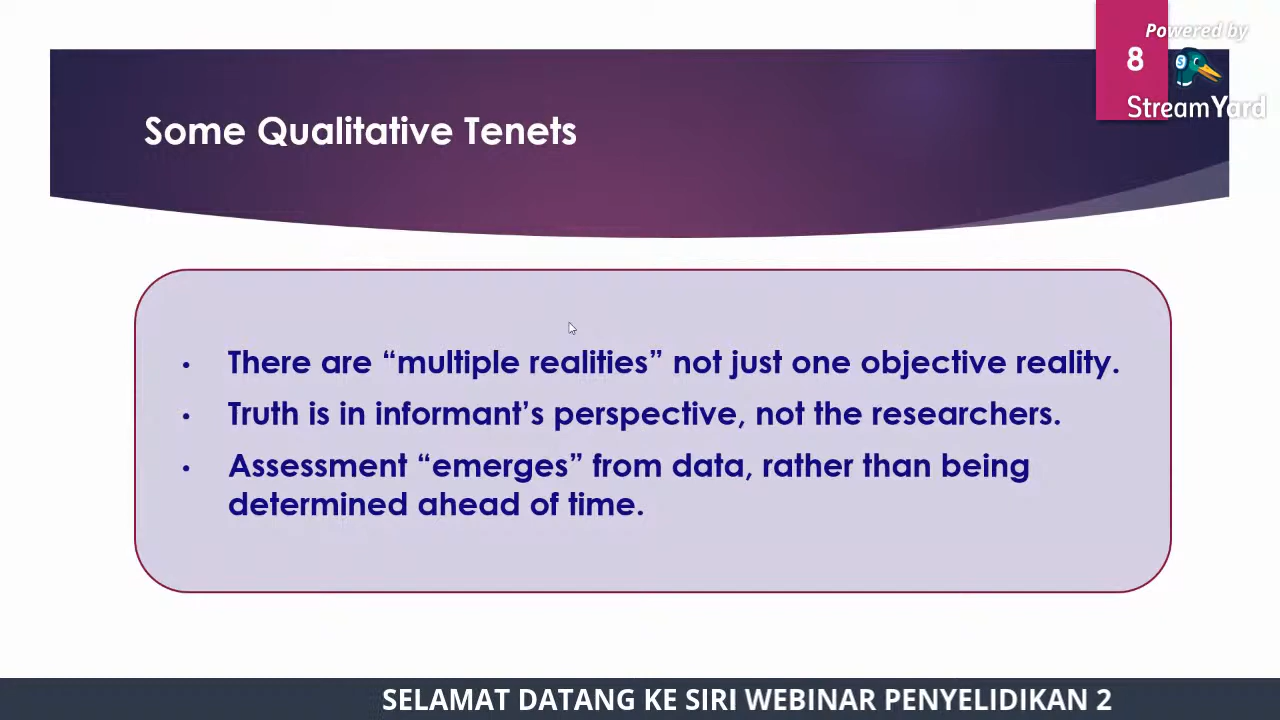 Powered by
8
StreamYard
Some Qualitative Tenets
• There are “multiple realities” not just one objective reality.
• Truth is in informant’s perspective, not the researchers.
• Assessment “emerges” from data, rather than being
determined ahead of time.
SELAMAT DATANG KE SIRI WEBINAR PENYELIDIKAN 2